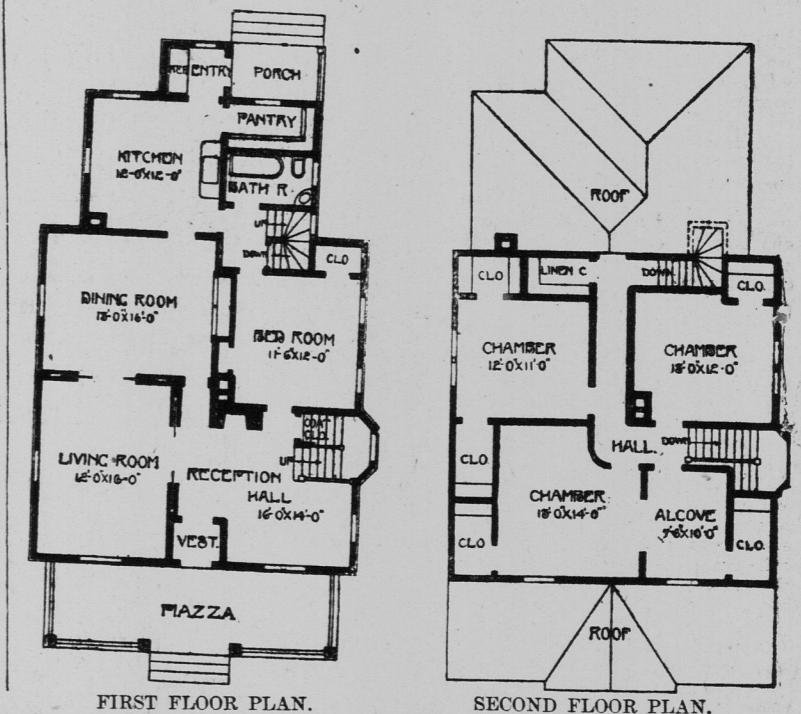 ENTRY
PORCH
PANTRY
KITCHEN
12'-0"X12'-0"
BATH R.
UP
DOWN
CLO
DINING ROOM
13'-0"X16'-0"
BED ROOM
11'-6"X12'-0"
COAT
CLO.
UP
LIVING ROOM
12'-0"X16'-0"
RECEPTION
HALL
16'-0"X14'-0"
VEST.
PIAZZA
FIRST FLOOR PLAN.
ROOF
CLO
LINEN C
DOWN
CLO.
CHAMBER
12'-0"X11'-0"
CHAMBER
13'-0"X12'-0"
HALL.
DOWN
CLO.
CHAMBER
13'-0"X14'-0"
ALCOVE
X10'-0"
CLO
CLO.
ROOF
SECOND FLOOR PLAN.